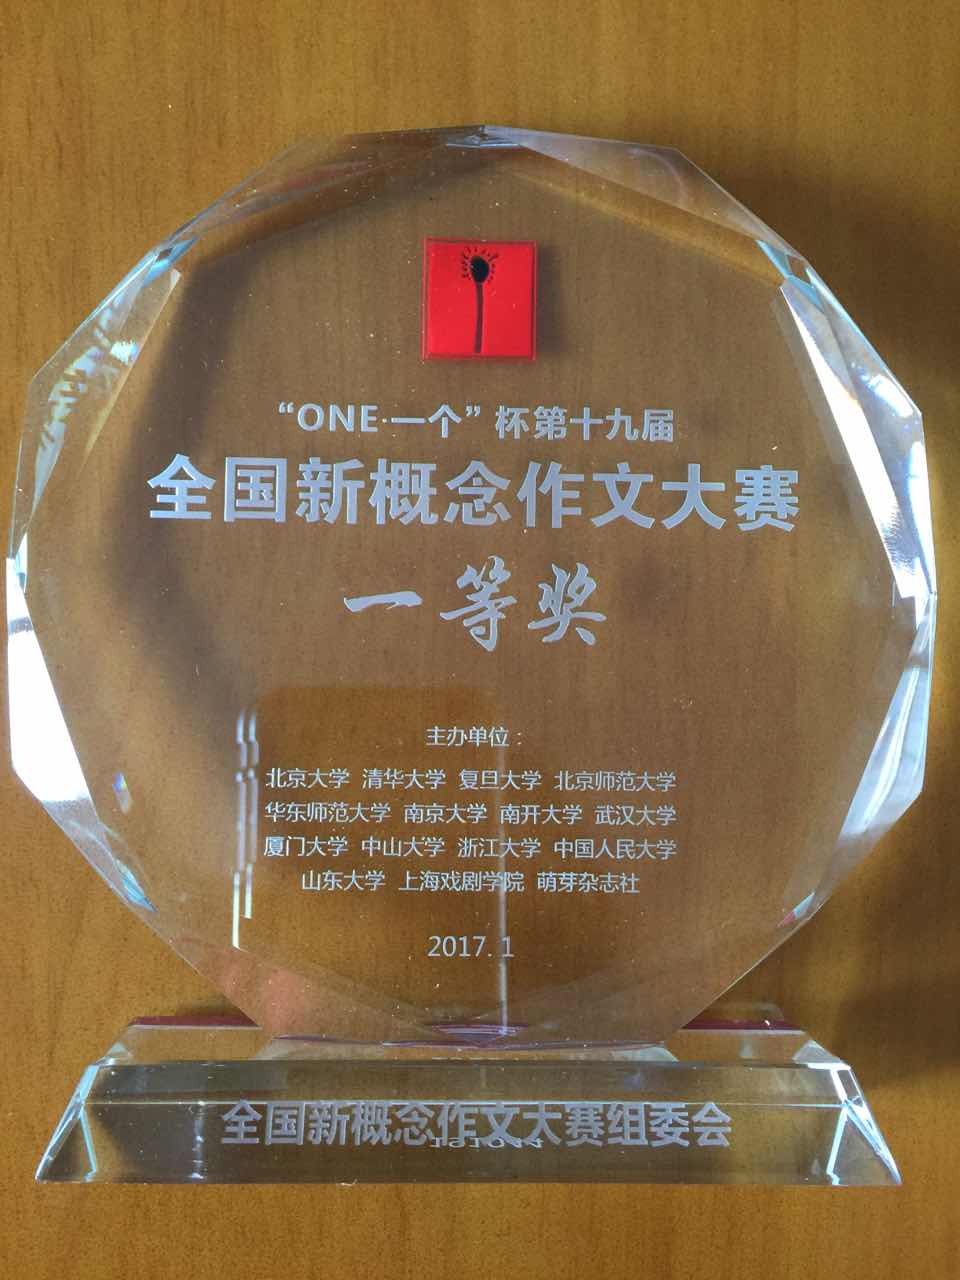 “ONE·一个”杯第十九届
全国新概念作文大赛
一等奖
主办单位：
北京大学 清华大学 复旦大学 北京师范大学
华东师范大学 南京大学 南开大学 武汉大学
厦门大学 中山大学 浙江大学 中国人民大学
山东大学 上海戏剧学院 萌芽杂志社
2017.1
全国新概念作文大赛组委会